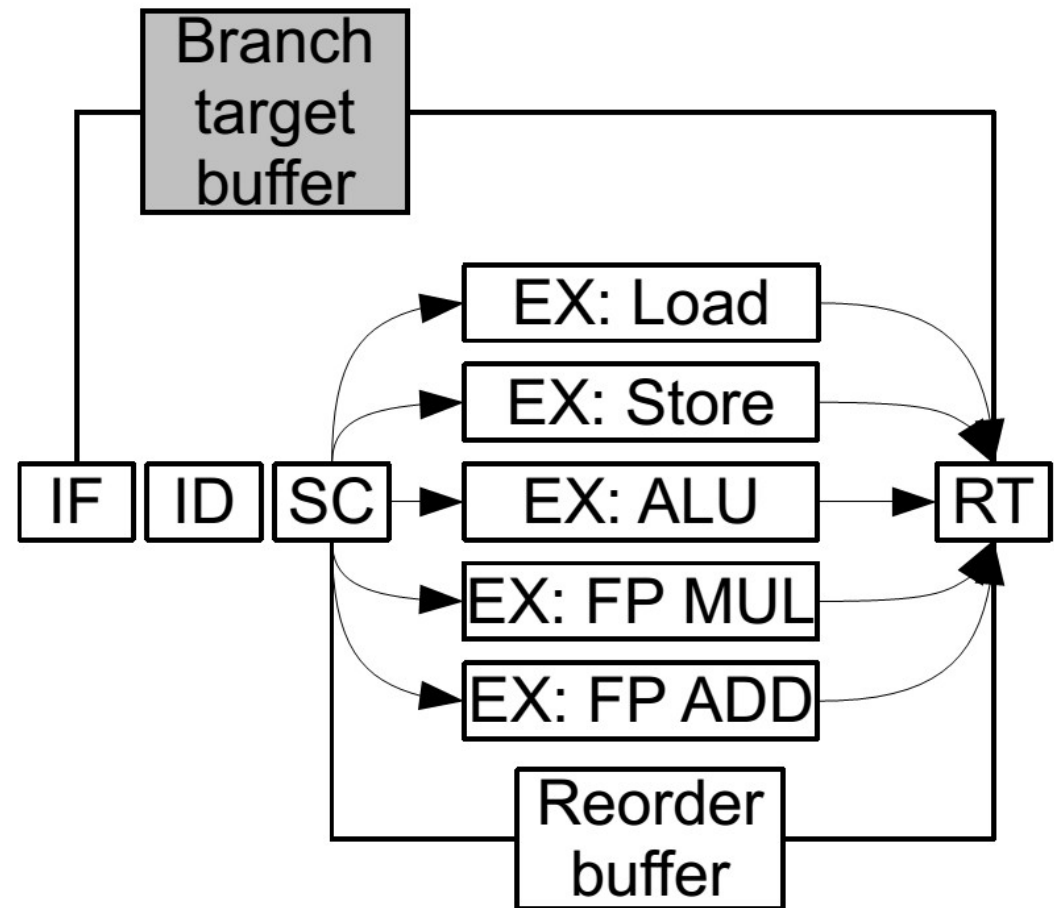 Branch
target
buffer
EX: Load
EX: Store
IF
ID
SC
EX: ALU
RT
EX: FP MUL
EX: FP ADD
Reorder
buffer